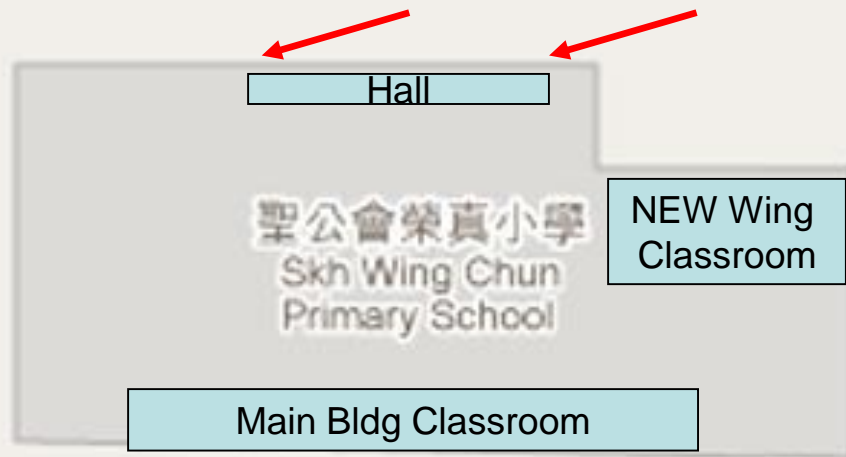 Hall
聖公會榮真小學
Skh Wing Chun
Primary School
NEW Wing
Classroom
Main Bldg Classroom